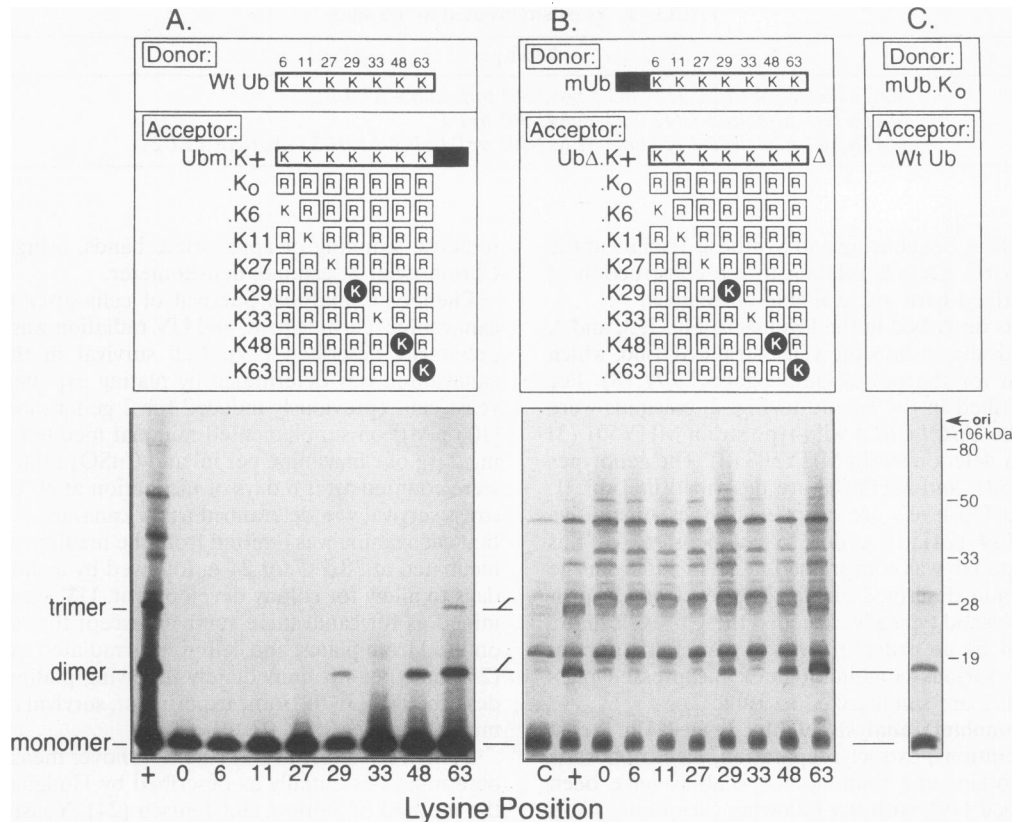 A.
B.
C.
Donor:
6 11 27 29 33 48 63
Wt Ub K K K K K K K
Acceptor:
Ubm.K+ K K K K K K K
.K₀ R R R R R R R
.K6 K R R R R R R
.K11 R K R R R R R
.K27 R R K R R R R
.K29 R R R K R R R
.K33 R R R R K R R
.K48 R R R R R K R
.K63 R R R R R R K
Donor:
6 11 27 29 33 48 63
mUb K K K K K K K
Acceptor:
UbΔ.K+ K K K K K K K Δ
.K₀ R R R R R R R
.K6 K R R R R R R
.K11 R K R R R R R
.K27 R R K R R R R
.K29 R R R K R R R
.K33 R R R R K R R
.K48 R R R R R K R
.K63 R R R R R R K
Donor:
mUb.K₀
Acceptor:
Wt Ub
trimer
dimer
monomer
← ori
106 kDa
80
50
33
28
19
+ 0 6 11 27 29 33 48 63
C + 0 6 11 27 29 33 48 63
Lysine Position